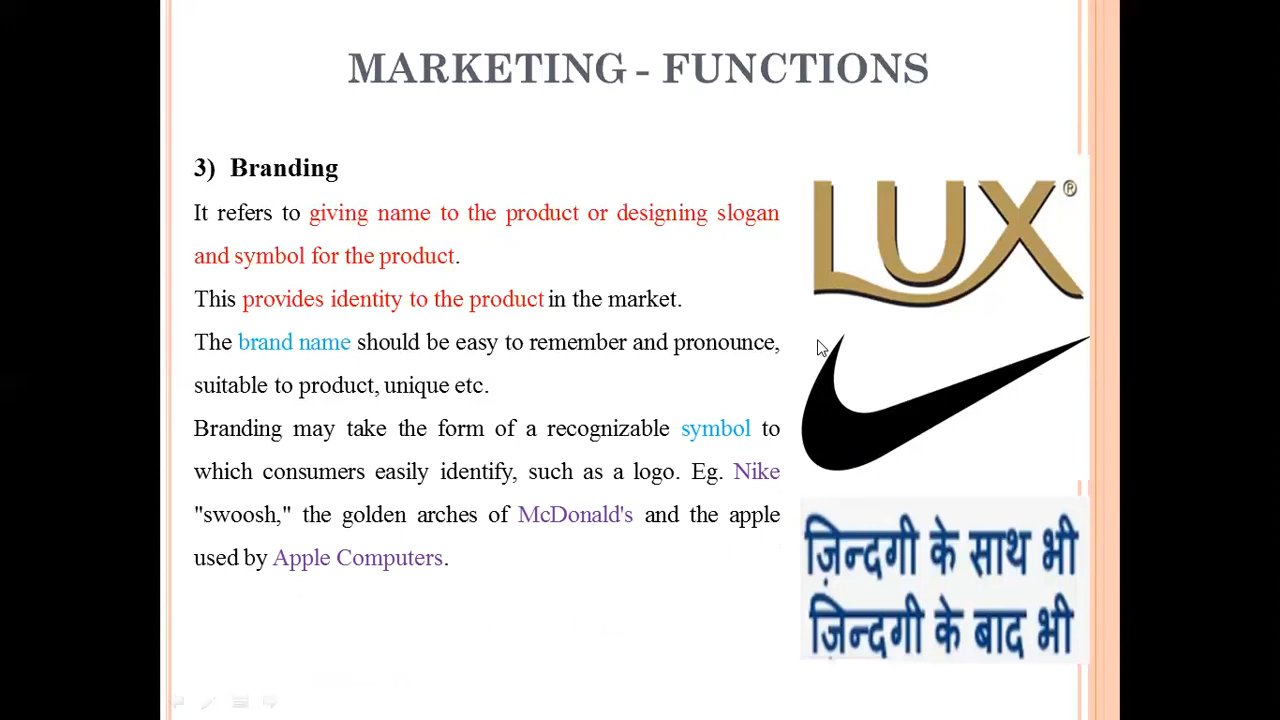 MARKETING - FUNCTIONS
3) Branding
It refers to giving name to the product or designing slogan
and symbol for the product.
This provides identity to the product in the market.
The brand name should be easy to remember and pronounce,
suitable to product, unique etc.
Branding may take the form of a recognizable symbol to
which consumers easily identify, such as a logo. Eg. Nike
"swoosh," the golden arches of McDonald's and the apple
used by Apple Computers.
LUX®
ज़िन्दगी के साथ भी
ज़िन्दगी के बाद भी